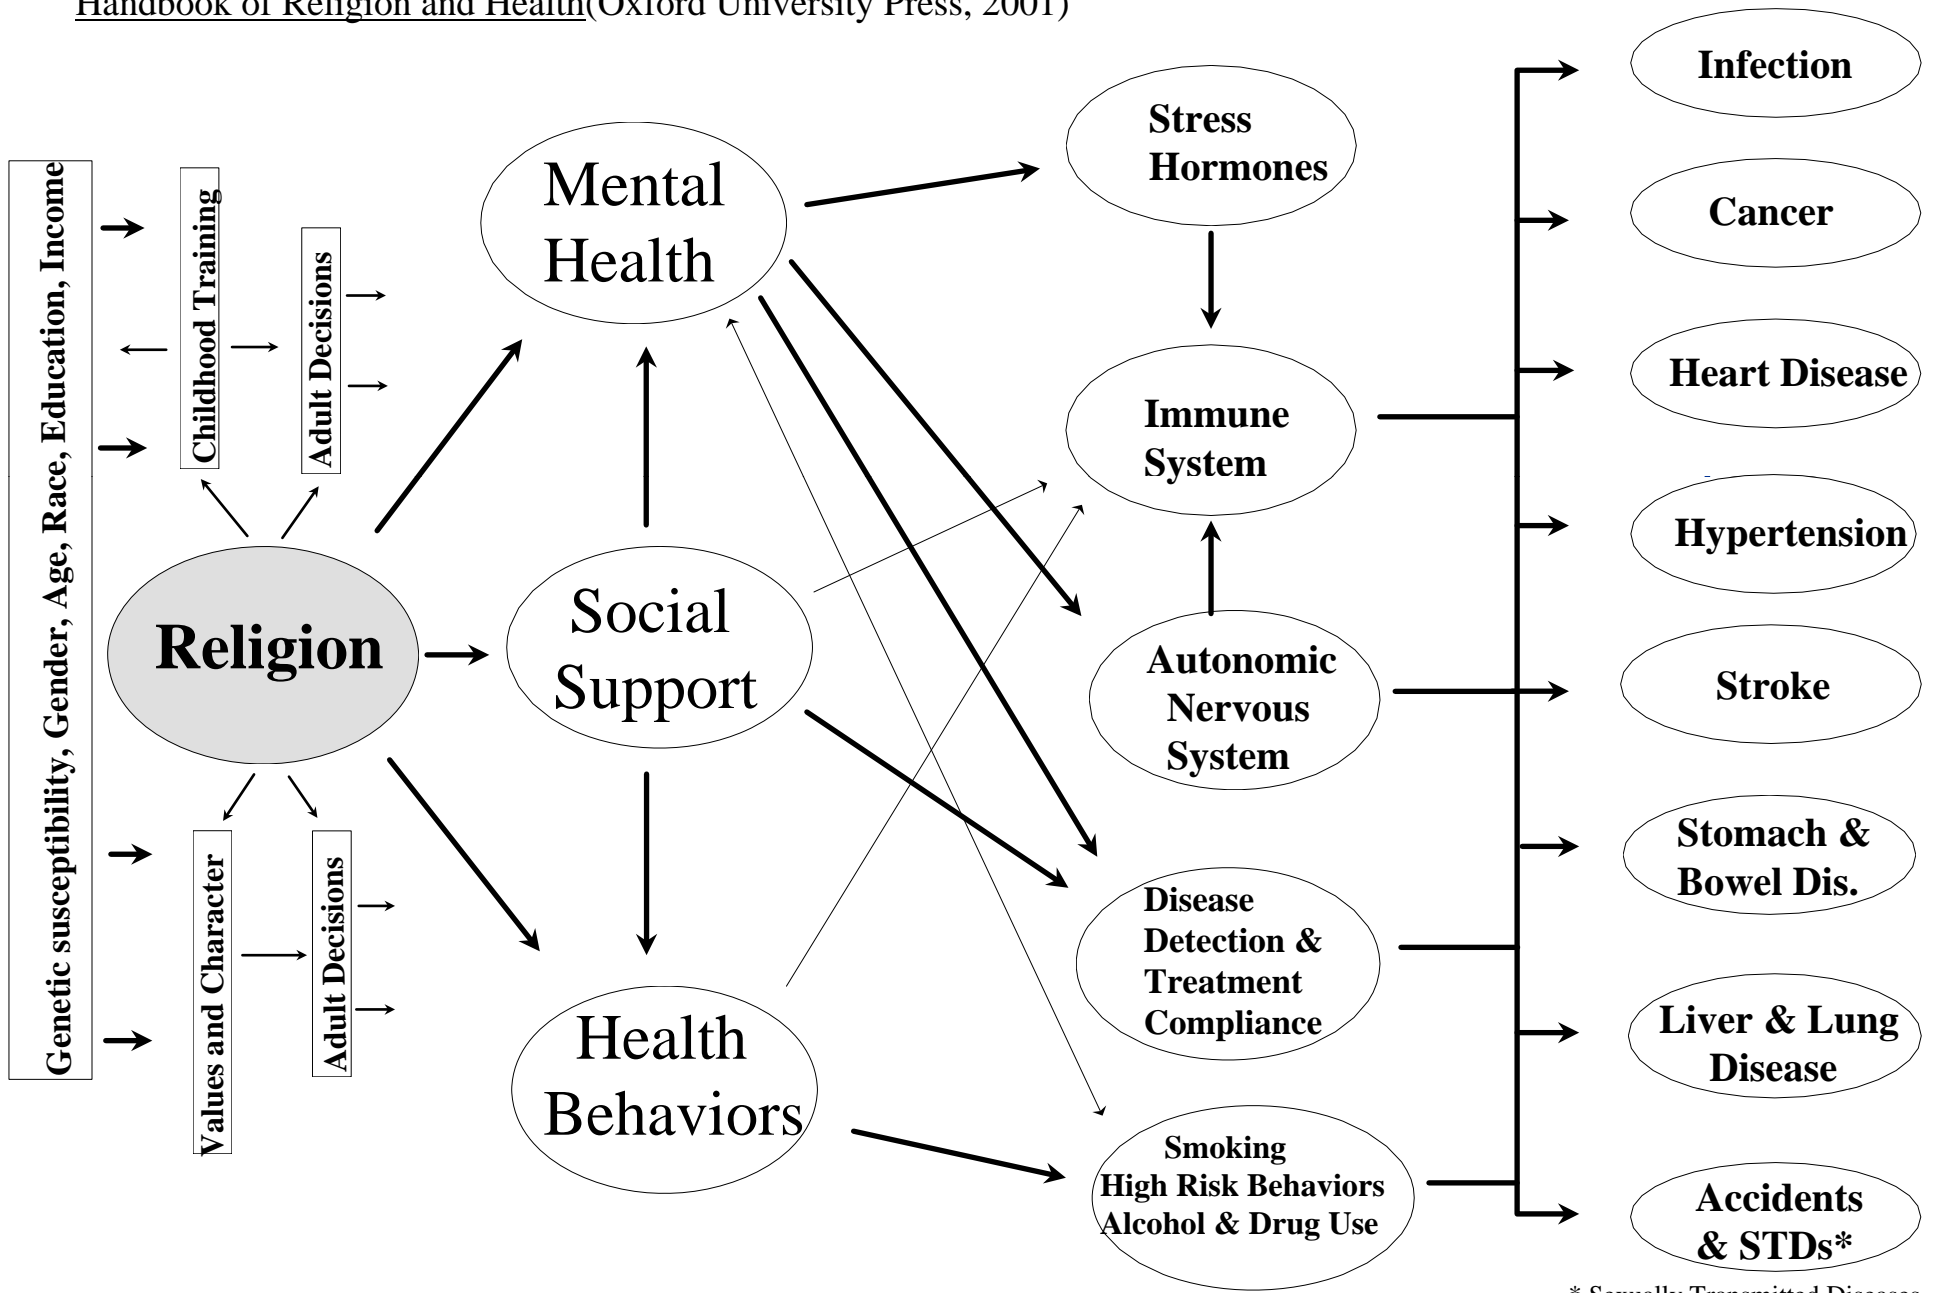 Handbook of Religion and Health(Oxford University Press, 2001)
Genetic susceptibility, Gender, Age, Race, Education, Income
Childhood Training
Adult Decisions
Religion
Values and Character
Adult Decisions
Mental
Health
Social
Support
Health
Behaviors
Stress
Hormones
Immune
System
Autonomic
Nervous
System
Disease
Detection &
Treatment
Compliance
Smoking
High Risk Behaviors
Alcohol & Drug Use
Infection
Cancer
Heart Disease
Hypertension
Stroke
Stomach &
Bowel Dis.
Liver & Lung
Disease
Accidents
& STDs*
* Sexually Transmitted Diseases